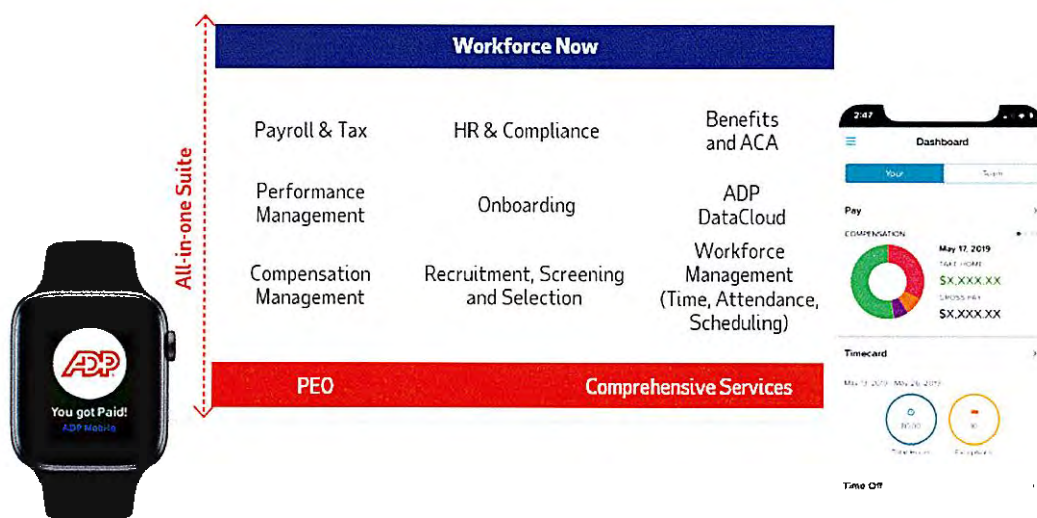 Workforce Now
All-in-one Suite
Payroll & Tax
HR & Compliance
Benefits
and ACA
Performance
Management
Onboarding
ADP
DataCloud
Compensation
Management
Recruitment, Screening
and Selection
Workforce
Management
(Time, Attendance,
Scheduling)
PEO
Comprehensive Services
ADP
You got Paid!
ADP Mobile
2:47
Dashboard
Your
Team
Pay
COMPENSATION
May 17, 2019
TAKE HOME
$X,XXX.XX
GROSS PAY
$X,XXX.XX
Timecard
Total Hours
Time Off